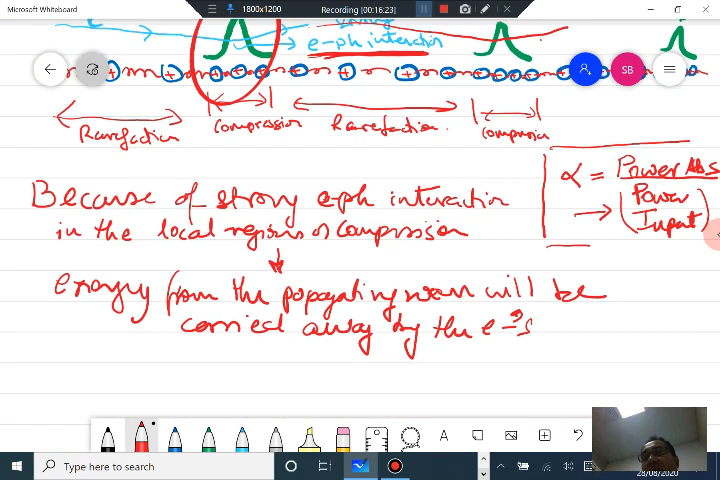 Microsoft Whiteboard
1800x1200
Recording [00:16:23]
e-ph interaction
SB
Rarefaction
Compression
Rarefaction.
Compression
α = Power Abs
Power
Input
Because of strong e-ph interaction
in the local regions of compression
energy from the propagating wave will be
carried away by the e-s
A
Type here to search
28/08/2020